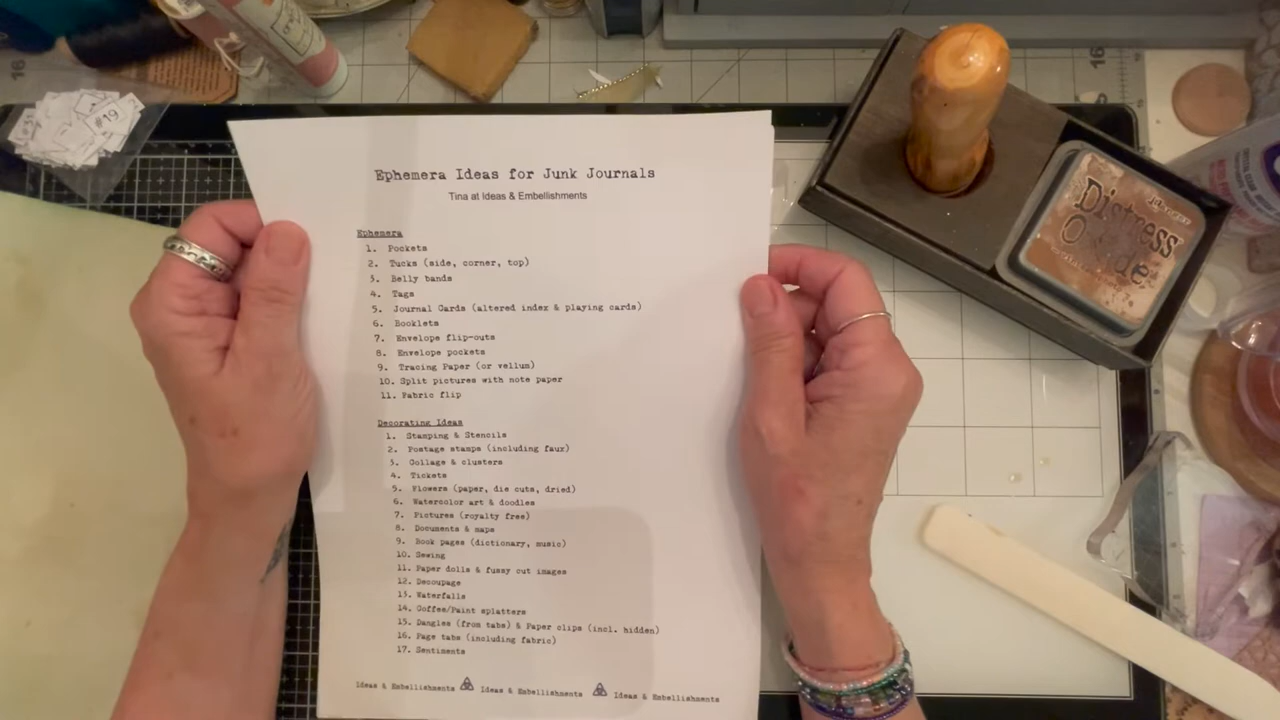 Ephemera Ideas for Junk Journals
Tina at Ideas & Embellishments
Ephemera
1. Pockets
2. Tucks (side, corner, top)
3. Belly bands
4. Tags
5. Journal Cards (altered index & playing cards)
6. Booklets
7. Envelope flip-outs
8. Envelope pockets
9. Tracing Paper (or vellum)
10. Split pictures with note paper
11. Fabric flip
Decorating Ideas
1. Stamping & Stencils
2. Postage stamps (including faux)
3. Collage & clusters
4. Tickets
5. Flowers (paper, die cuts, dried)
6. Watercolor art & doodles
7. Pictures (royalty free)
8. Documents & maps
9. Book pages (dictionary, music)
10. Sewing
11. Paper dolls & fussy cut images
12. Decoupage
13. Waterfalls
14. Coffee/Paint splatters
15. Dangles (from tabs) & Paper clips (incl. hidden)
16. Page tabs (including fabric)
17. Sentiments
Ideas & Embellishments Ideas & Embellishments Ideas & Embellishments
#31
#19
16
16
Distress
Oxide